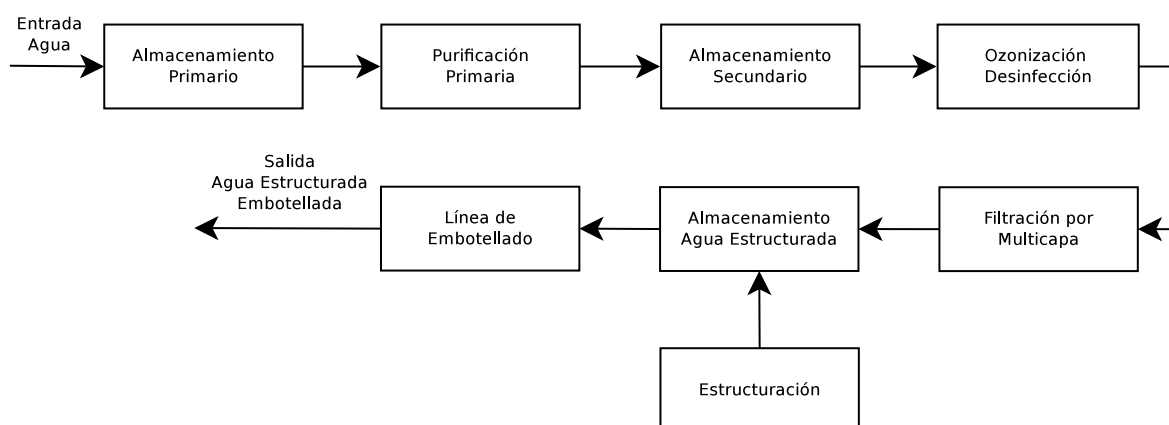 Entrada
Agua
Almacenamiento
Primario
Purificación
Primaria
Almacenamiento
Secundario
Ozonización
Desinfección
Salida
Agua Estructurada
Embotellada
Línea de
Embotellado
Almacenamiento
Agua Estructurada
Filtración por
Multicapa
Estructuración